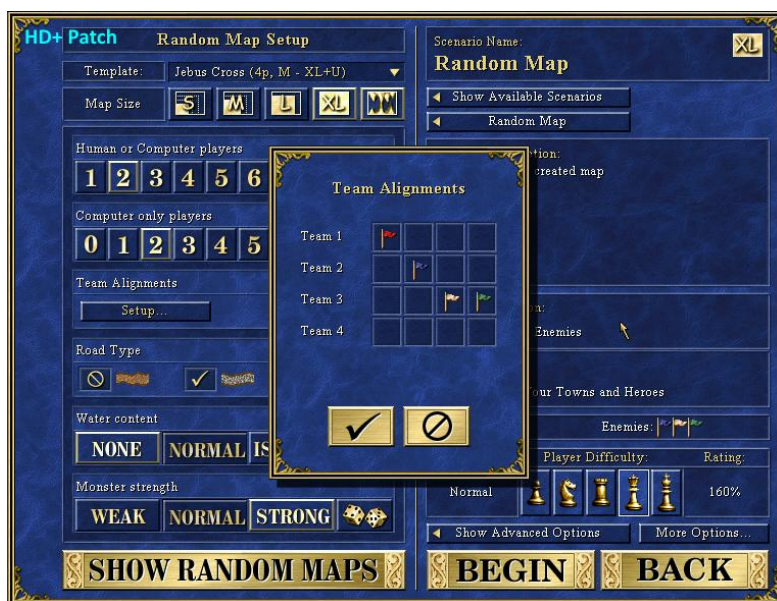 HD+ Patch
Random Map Setup
Template: Jebus Cross (4p, M - XL+U)
Map Size S M L XL
Human or Computer players
1 2 3 4 5 6
Computer only players
0 1 2 3 4 5
Team Alignments
Setup...
Road Type
Water content
NONE NORMAL IS
Monster strength
WEAK NORMAL STRONG
SHOW RANDOM MAPS
Team Alignments
Team 1
Team 2
Team 3
Team 4
Scenario Name:
Random Map
XL
Show Available Scenarios
Random Map
tion:
created map
n:
Enemies
our Towns and Heroes
Enemies:
Player Difficulty: Rating:
Normal 160%
Show Advanced Options More Options...
BEGIN BACK